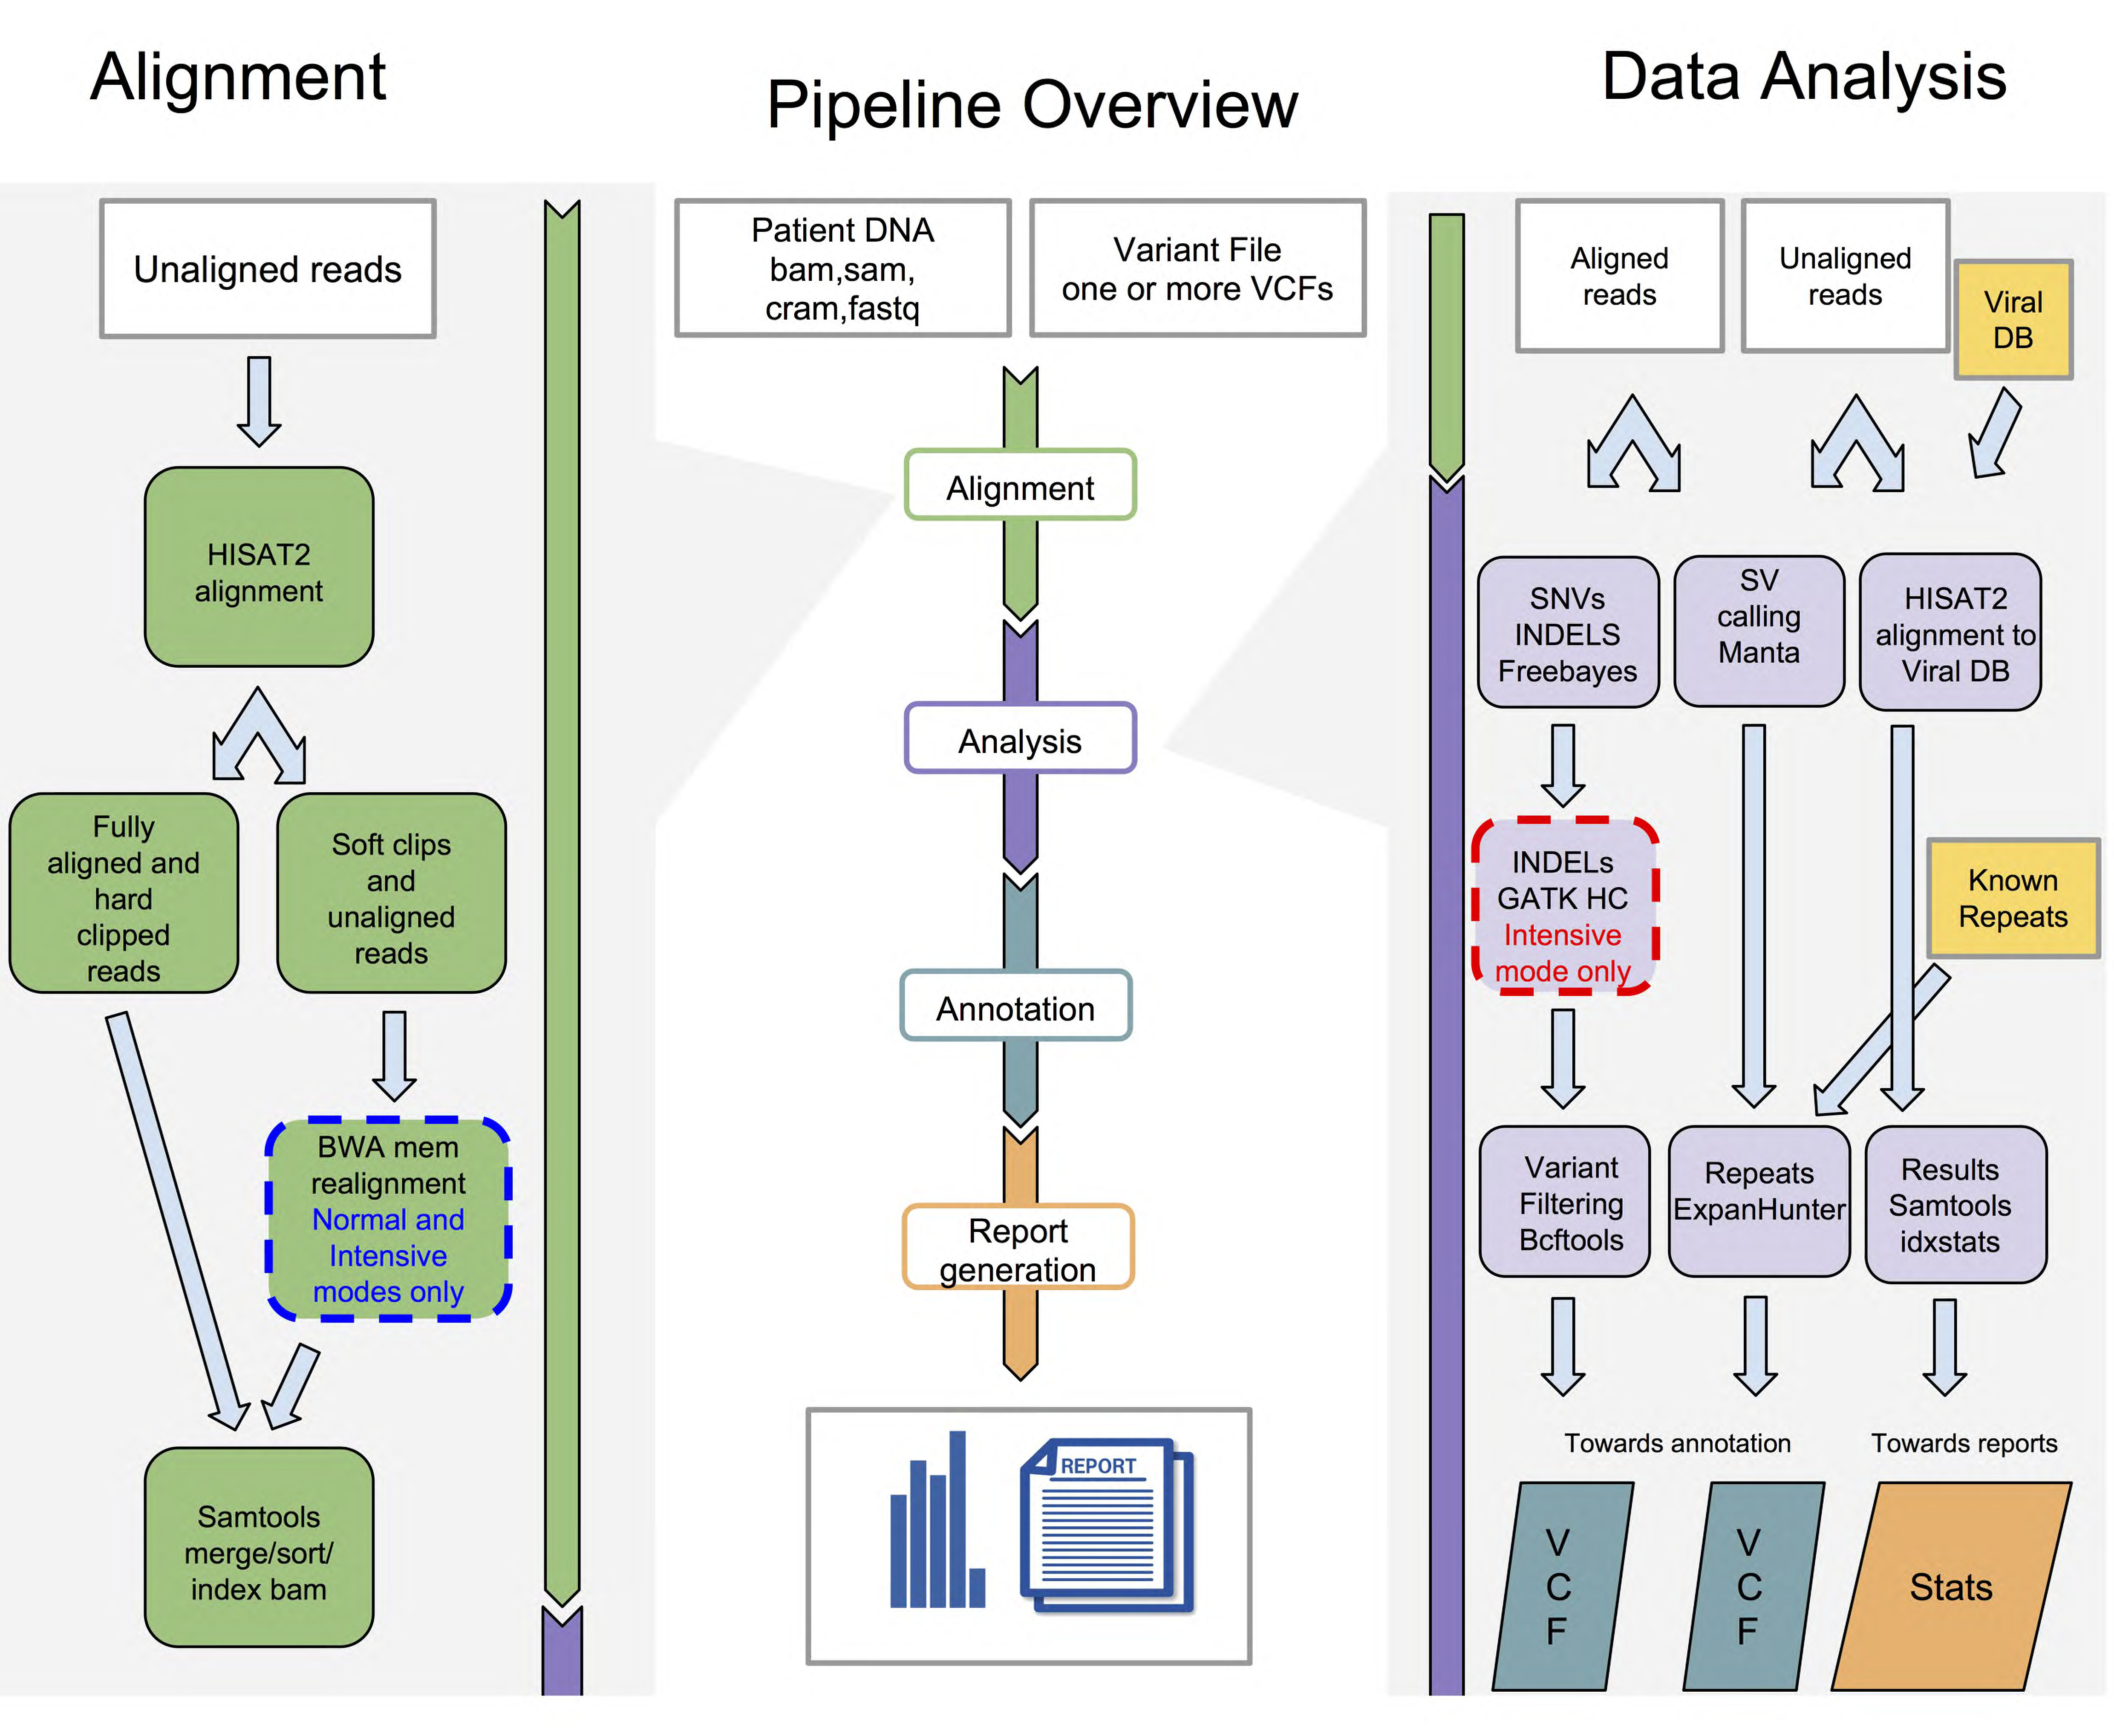 Alignment
Pipeline Overview
Data Analysis
Unaligned reads
HISAT2
alignment
Fully
aligned and
hard
clipped
reads
Soft clips
and
unaligned
reads
BWA mem
realignment
Normal and
Intensive
modes only
Samtools
merge/sort/
index bam
Patient DNA
bam,sam,
cram,fastq
Variant File
one or more VCFs
Alignment
Analysis
Annotation
Report
generation
REPORT
Aligned
reads
Unaligned
reads
Viral
DB
SNVs
INDELS
Freebayes
SV
calling
Manta
HISAT2
alignment to
Viral DB
INDELs
GATK HC
Intensive
mode only
Known
Repeats
Variant
Filtering
Bcftools
Repeats
ExpanHunter
Results
Samtools
idxstats
Towards annotation
Towards reports
V
C
F
V
C
F
Stats